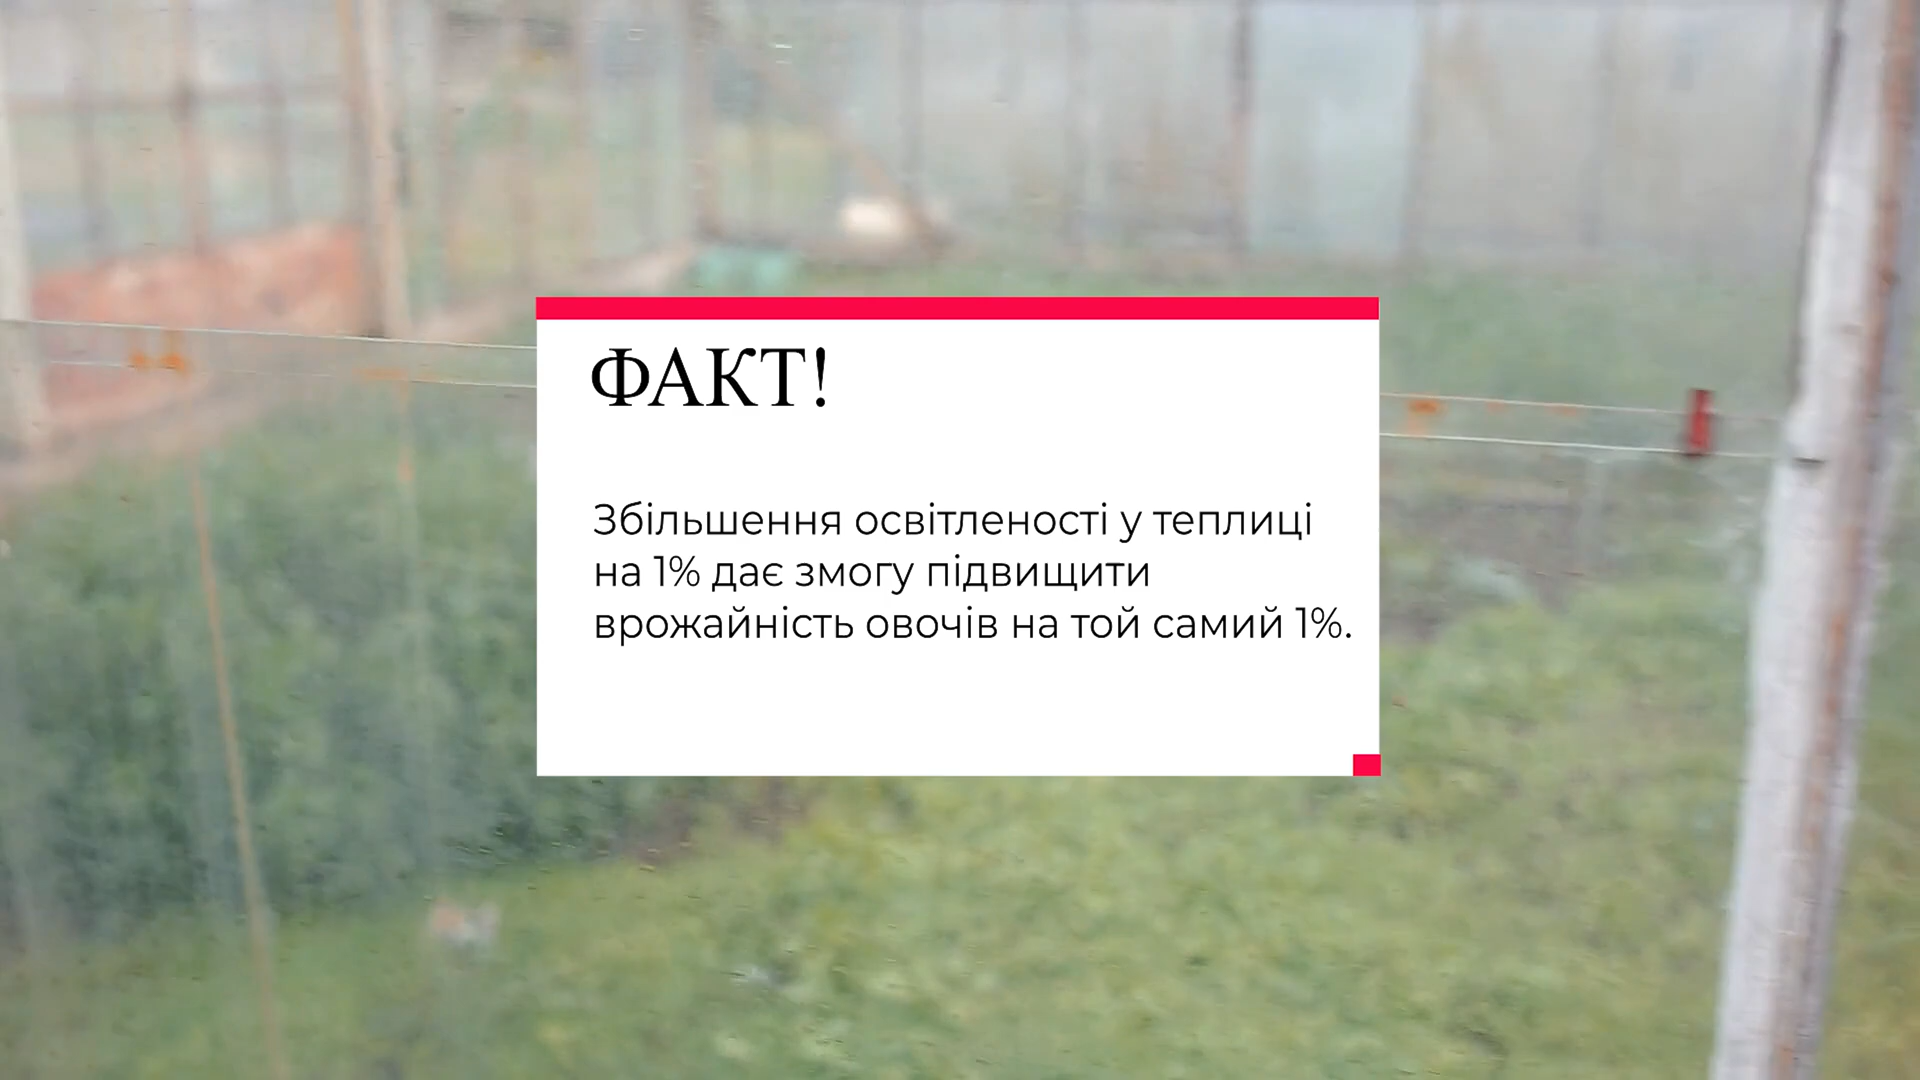 ФАКТ!
Збільшення освітленості у теплиці
на 1% дає змогу підвищити
врожайність овочів на той самий 1%.